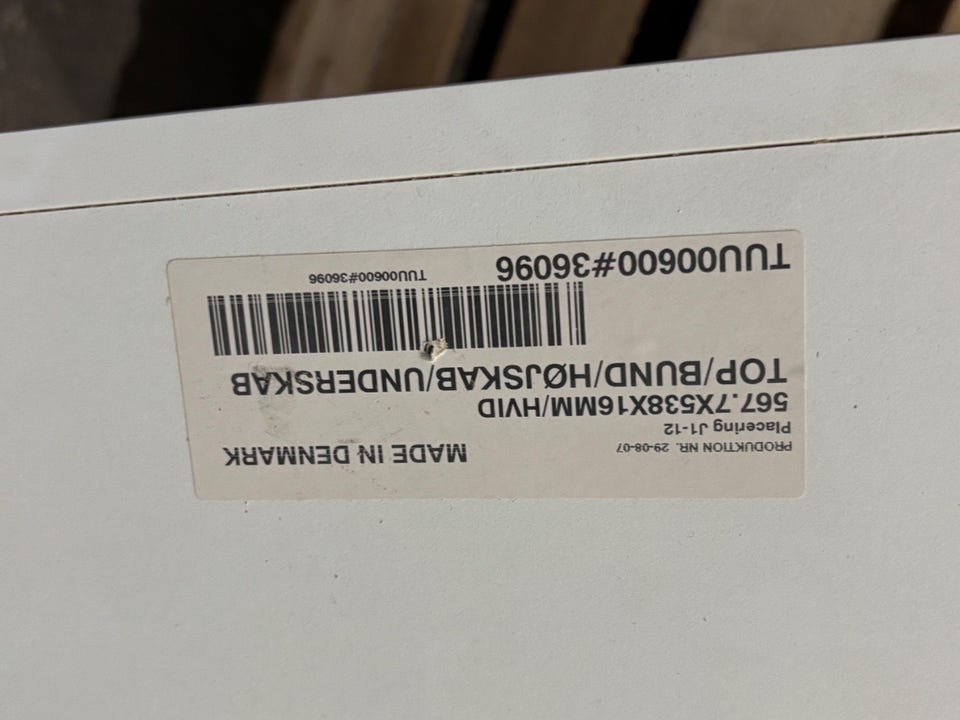 PRODUKTION NR. 29-08-07
MADE IN DENMARK
Placering J1-12
567.7X538X16MM/HVID
TOP/BUND/HØJSKAB/UNDERSKAB
TUU00600#36096
TUU00600#36096